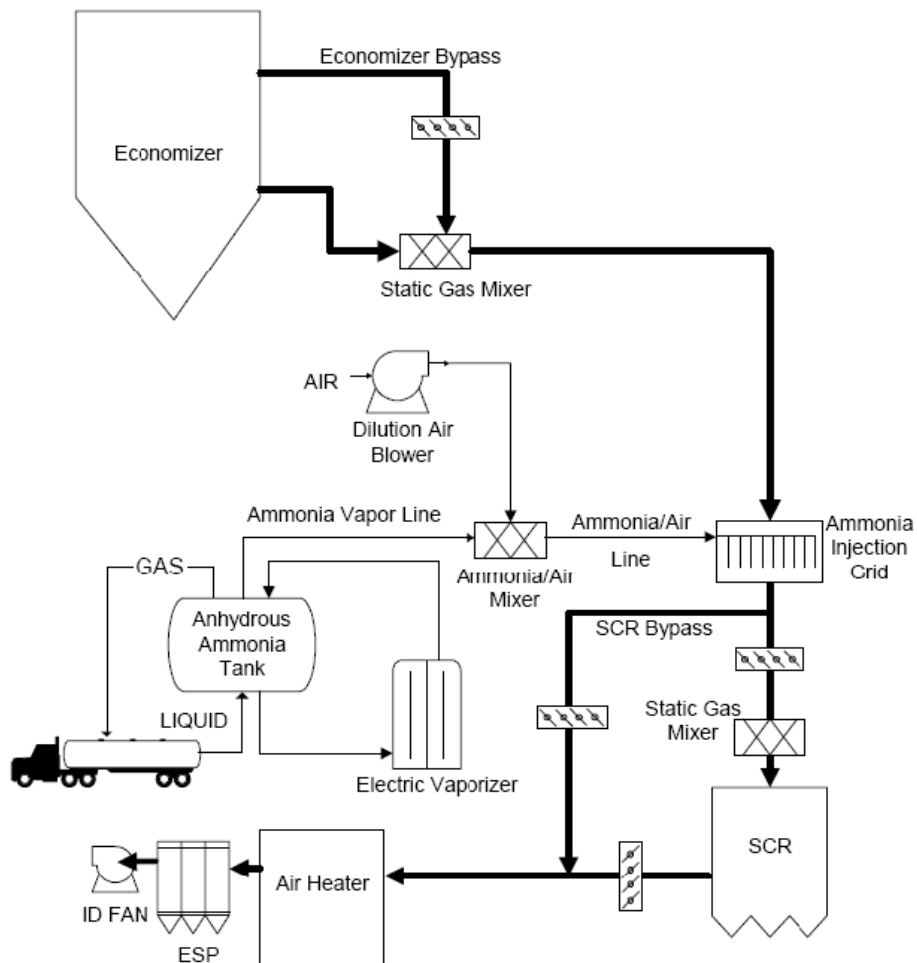 Economizer Bypass
Economizer
Static Gas Mixer
AIR
Dilution Air
Blower
Ammonia Vapor Line
Ammonia/Air
Line
Ammonia
Injection
Grid
Ammonia/Air
Mixer
GAS
Anhydrous
Ammonia
Tank
SCR Bypass
LIQUID
Static Gas
Mixer
Electric Vaporizer
SCR
Air Heater
ID FAN
ESP